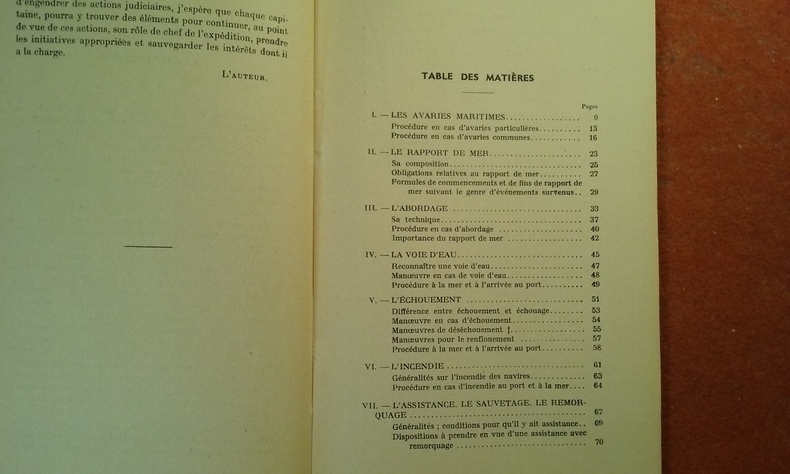 d'engendrer des actions judiciaires, j'espère que chaque capi-
taine, pourra y trouver des éléments pour continuer, au point
de vue de ces actions, son rôle de chef de l'expédition, prendre
les initiatives appropriées et sauvegarder les intérêts dont il
a la charge.
L'AUTEUR.
TABLE DES MATIÈRES
Pages
I. — LES AVARIES MARITIMES.......................... 9
Procédure en cas d'avaries particulières.......... 13
Procédure en cas d'avaries communes............ 16
II. — LE RAPPORT DE MER....................... 23
Sa composition................................. 25
Obligations relatives au rapport de mer.......... 27
Formules de commencements et de fins de rapport de
mer suivant le genre d'événements survenus.. 29
III. — L'ABORDAGE ................................ 33
Sa technique................................... 37
Procédure en cas d'abordage .................... 40
Importance du rapport de mer .................. 42
IV. — LA VOIE D'EAU............................... 45
Reconnaître une voie d'eau....................... 47
Manœuvre en cas de voie d'eau................... 48
Procédure à la mer et à l'arrivée au port.......... 49
V. — L'ÉCHOUEMENT ............................. 51
Différence entre échouement et échouage........ 53
Manœuvre en cas d'échouement.................. 54
Manœuvres de déséchouement ................... 55
Manœuvres pour le renflouement ................ 57
Procédure à la mer et à l'arrivée au port.......... 58
VI. — L'INCENDIE .................................. 61
Généralités sur l'incendie des navires............. 63
Procédure en cas d'incendie au port et à la mer.... 64
VII. — L'ASSISTANCE, LE SAUVETAGE, LE REMOR-
QUAGE .......................................... 67
Généralités ; conditions pour qu'il y ait assistance.. 69
Dispositions à prendre en vue d'une assistance avec
remorquage .................................. 70